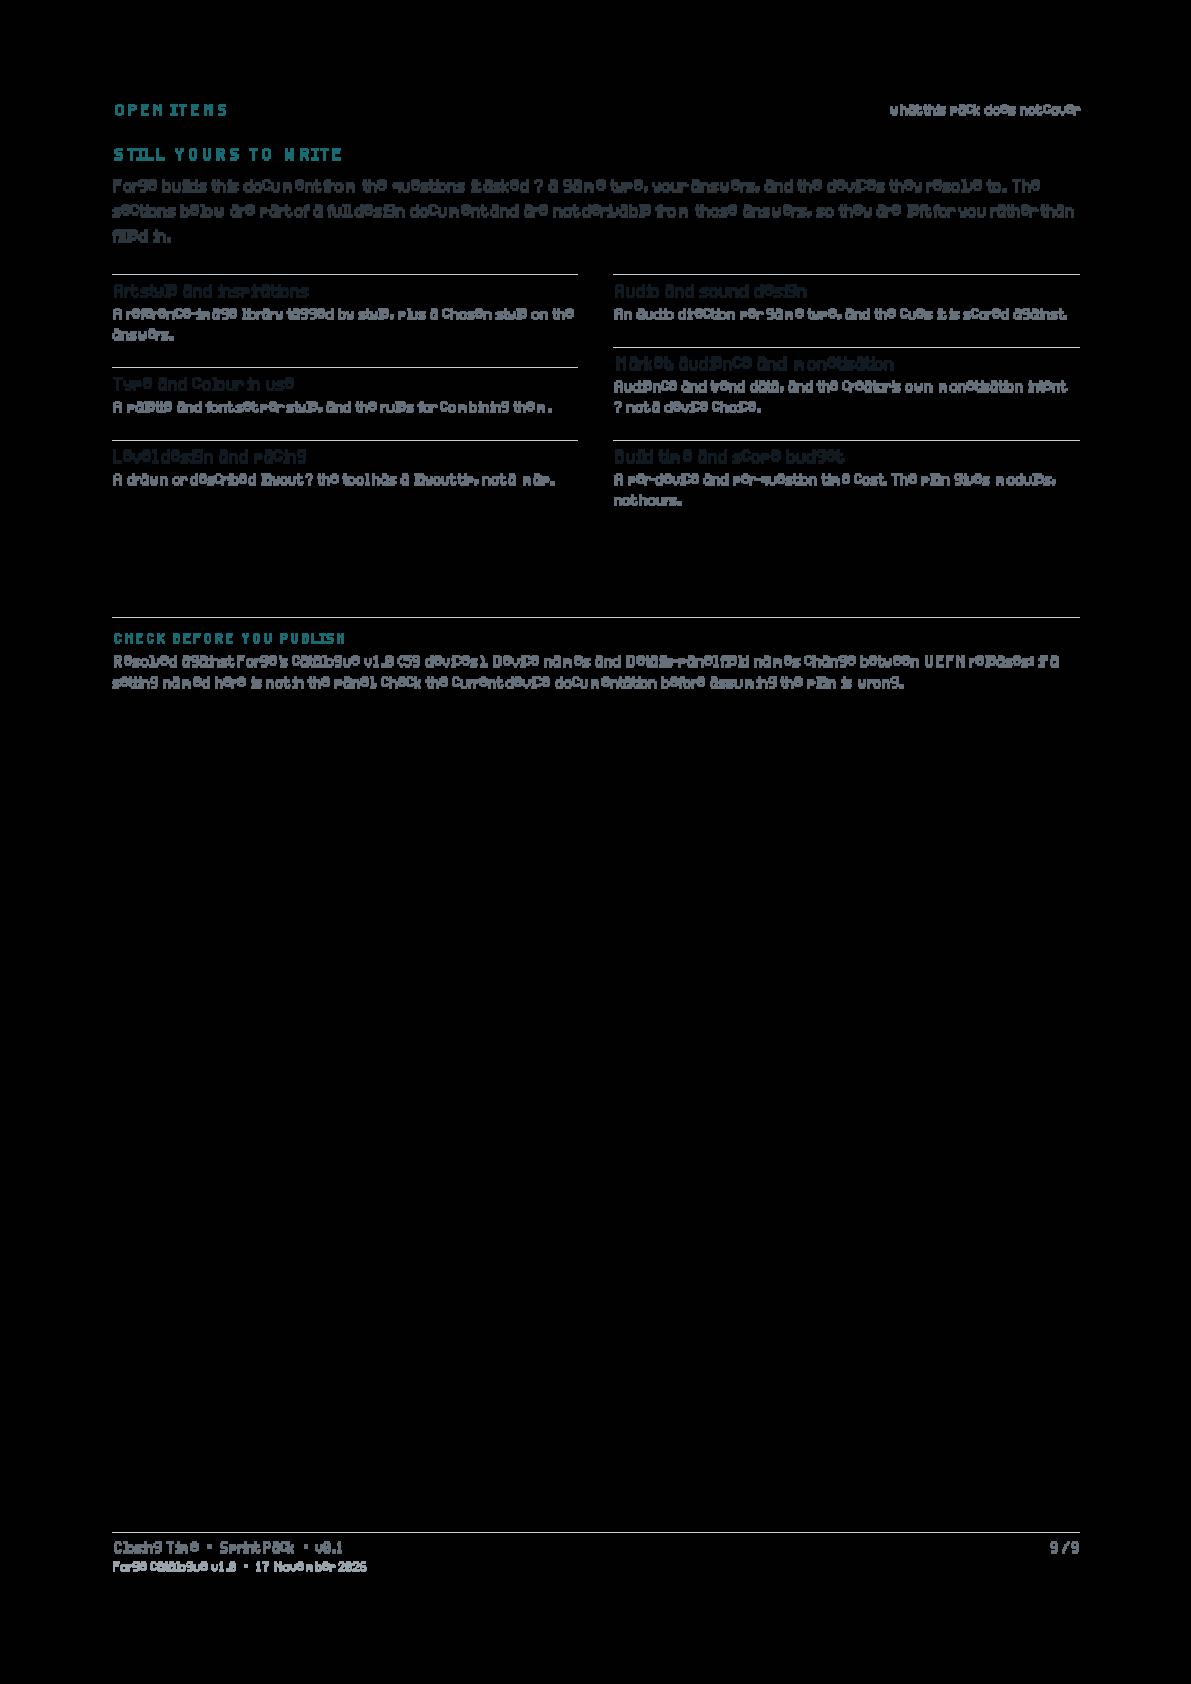 OPEN ITEMS
what this pack does not cover
STILL YOURS TO WRITE
Forge builds this document from the questions it asked ? a game type, your answers, and the devices they resolve to. The
sections below are part of a full design document and are not derivable from those answers, so they are left for you rather than
filled in.
Art style and inspirations
A reference-image library tagged by style, plus a chosen style on the
answers.
Type and colour in use
A palette and font set per style, and the rules for combining them.
Level design and pacing
A drawn or described layout ? the tool has a layout tip, not a map.
Audio and sound design
An audio direction per game type, and the cues it is scored against.
Market audience and monetisation
Audience and trend data, and the creator's own monetisation intent
? not a device choice.
Build time and scope budget
A per-device and per-question time cost. The plan gives modules,
not hours.
CHECK BEFORE YOU PUBLISH
Resolved against Forge's Catalogue v1.0 (59 devices). Device names and Details-panel field names change between UEFN releases: if a
setting named here is not in the panel, check the current device documentation before assuming the plan is wrong.
Closing Time • Sprint Pack • v0.1
9 / 9
Forge Catalogue v1.0 • 17 November 2026